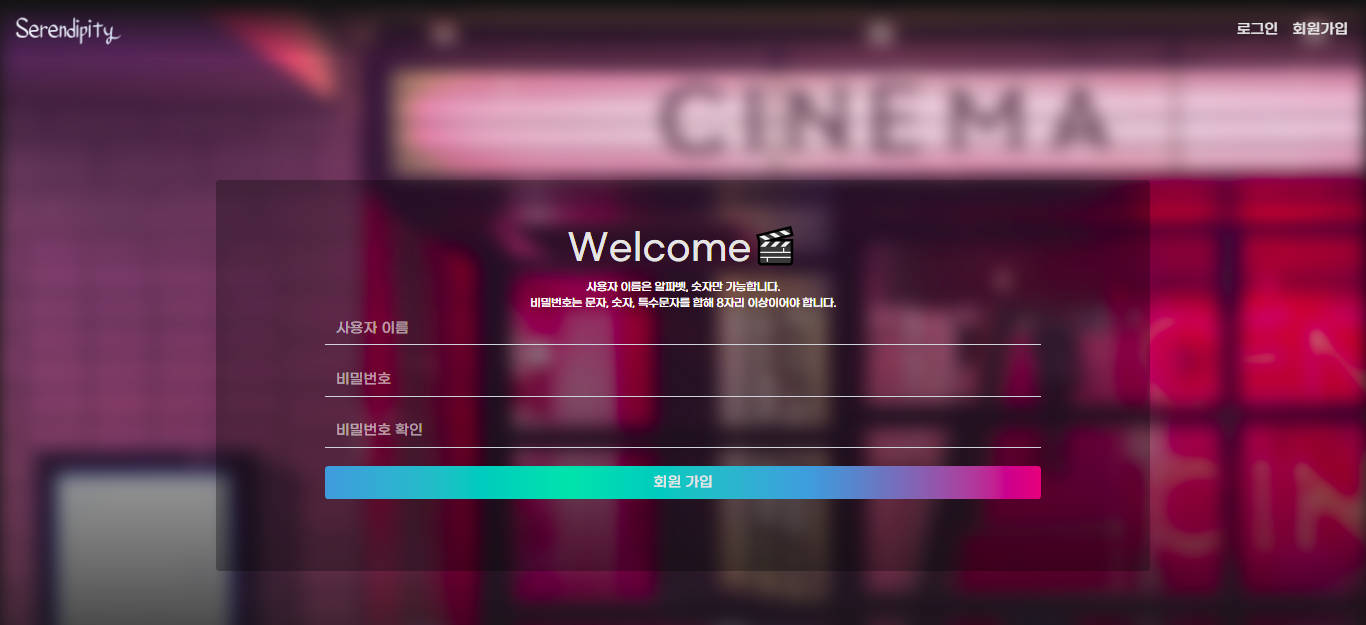 Serendipity
로그인 회원가입
CINEMA
Welcome🎬
사용자 이름은 알파벳, 숫자만 가능합니다.
비밀번호는 문자, 숫자, 특수문자를 합해 8자리 이상이어야 합니다.
사용자 이름
비밀번호
비밀번호 확인
회원 가입